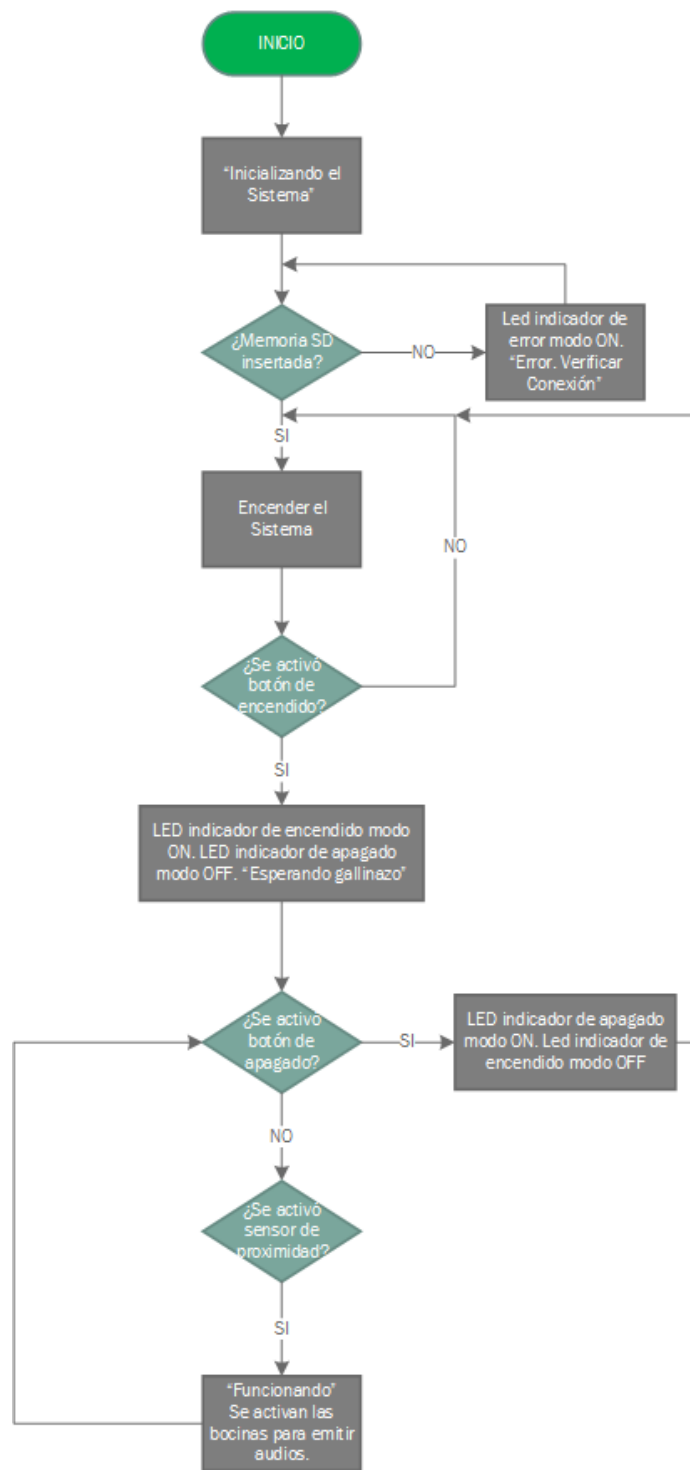 INICIO
“Inicializando el
Sistema”
¿Memoria SD
insertada?
NO
Led indicador de
error modo ON.
“Error. Verificar
Conexión”
SI
Encender el
Sistema
NO
¿Se activó
botón de
encendido?
SI
LED indicador de encendido modo
ON. LED indicador de apagado
modo OFF. “Esperando gallinazo”
¿Se activó
botón de
apagado?
SI
LED indicador de apagado
modo ON. Led indicador de
encendido modo OFF
NO
¿Se activó
sensor de
proximidad?
SI
“Funcionando”
Se activan las
bocinas para emitir
audios.